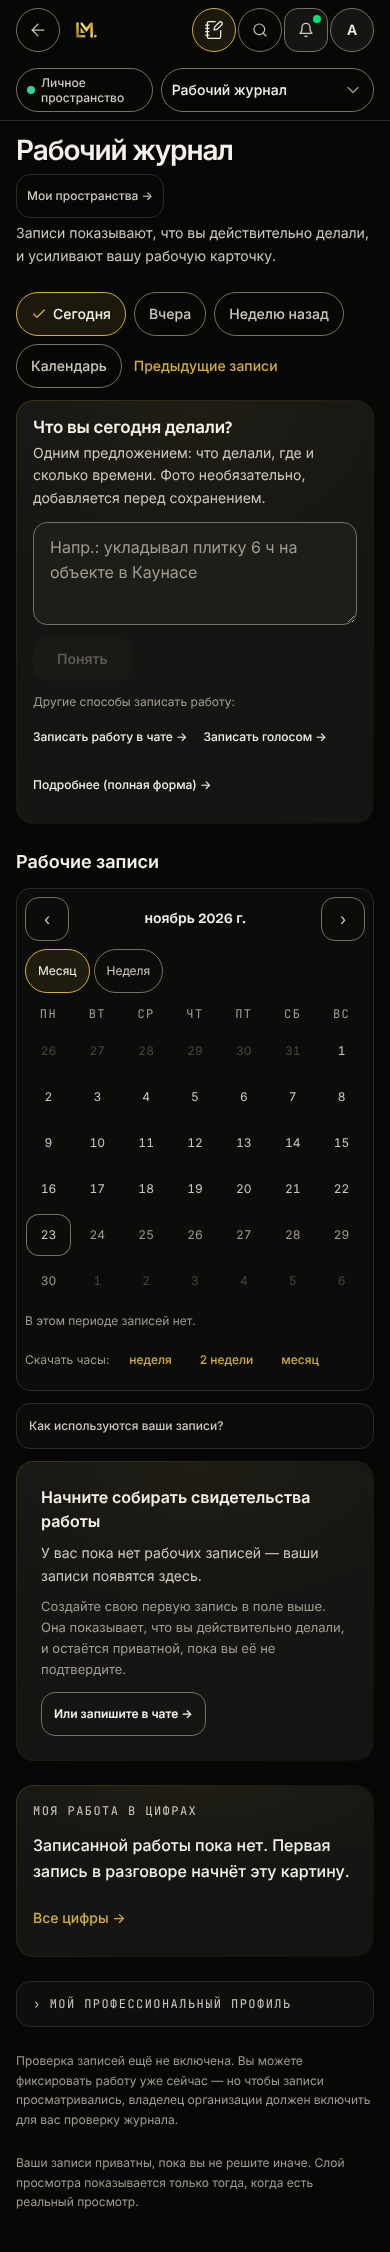 LM.
A
Личное
пространство
Рабочий журнал
Рабочий журнал
Мои пространства →
Записи показывают, что вы действительно делали,
и усиливают вашу рабочую карточку.
Сегодня
Вчера
Неделю назад
Календарь
Предыдущие записи
Что вы сегодня делали?
Одним предложением: что делали, где и
сколько времени. Фото необязательно,
добавляется перед сохранением.
Напр.: укладывал плитку 6 ч на
объекте в Каунасе
Понять
Другие способы записать работу:
Записать работу в чате →
Записать голосом →
Подробнее (полная форма) →
Рабочие записи
‹ ноябрь 2026 г. ›
Месяц
Неделя
ПН ВТ СР ЧТ ПТ СБ ВС
26 27 28 29 30 31 1
2 3 4 5 6 7 8
9 10 11 12 13 14 15
16 17 18 19 20 21 22
23 24 25 26 27 28 29
30 1 2 3 4 5 6
В этом периоде записей нет.
Скачать часы: неделя 2 недели месяц
Как используются ваши записи?
Начните собирать свидетельства
работы
У вас пока нет рабочих записей — ваши
записи появятся здесь.
Создайте свою первую запись в поле выше.
Она показывает, что вы действительно делали,
и остаётся приватной, пока вы её не
подтвердите.
Или запишите в чате →
МОЯ РАБОТА В ЦИФРАХ
Записанной работы пока нет. Первая
запись в разговоре начнёт эту картину.
Все цифры →
› МОЙ ПРОФЕССИОНАЛЬНЫЙ ПРОФИЛЬ
Проверка записей ещё не включена. Вы можете
фиксировать работу уже сейчас — но чтобы записи
просматривались, владелец организации должен включить
для вас проверку журнала.
Ваши записи приватны, пока вы не решите иначе. Слой
просмотра показывается только тогда, когда есть
реальный просмотр.